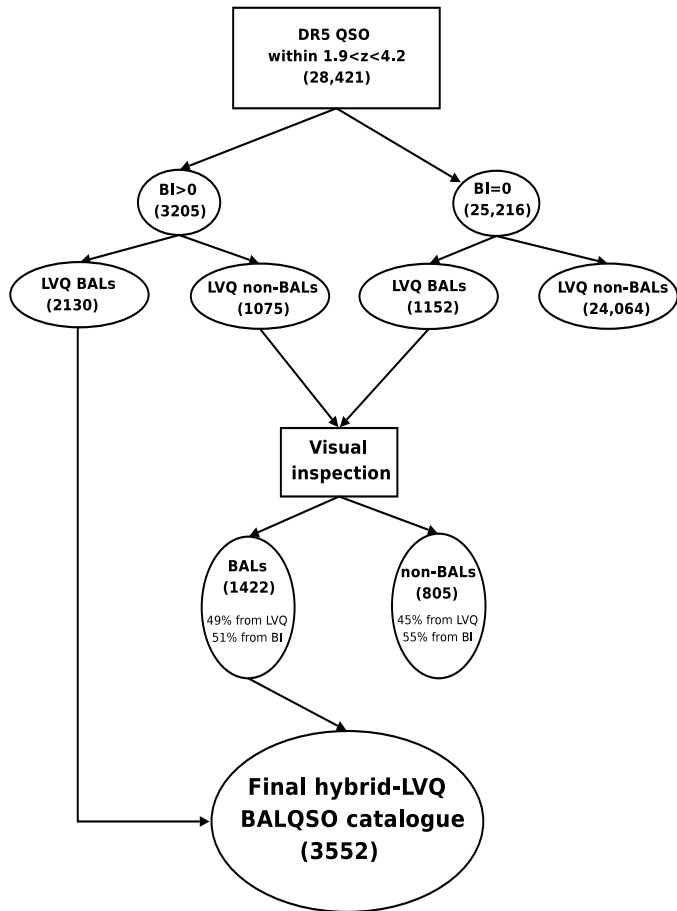 DR5 QSO
within 1.9<z<4.2
(28,421)
BI>0
(3205)
BI=0
(25,216)
LVQ BALs
(2130)
LVQ non-BALs
(1075)
LVQ BALs
(1152)
LVQ non-BALs
(24,064)
Visual
inspection
BALs
(1422)
49% from LVQ
51% from BI
non-BALs
(805)
45% from LVQ
55% from BI
Final hybrid-LVQ
BALQSO catalogue
(3552)